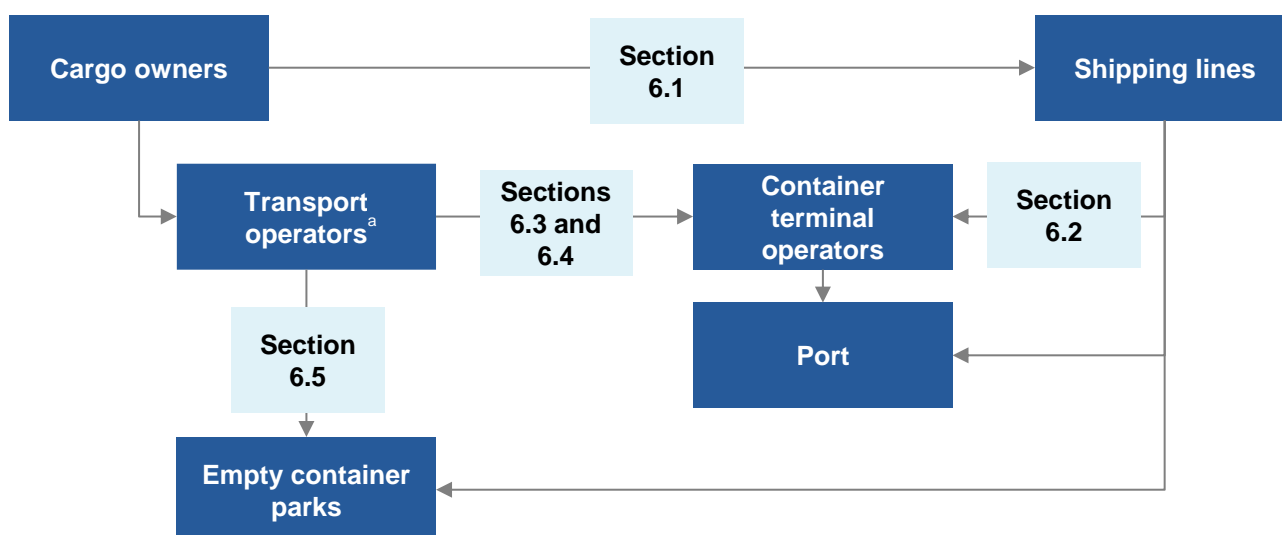 Cargo owners
Section
6.1
Shipping lines
Transport
operatorsᵃ
Sections
6.3 and
6.4
Container
terminal
operators
Section
6.2
Section
6.5
Port
Empty container
parks